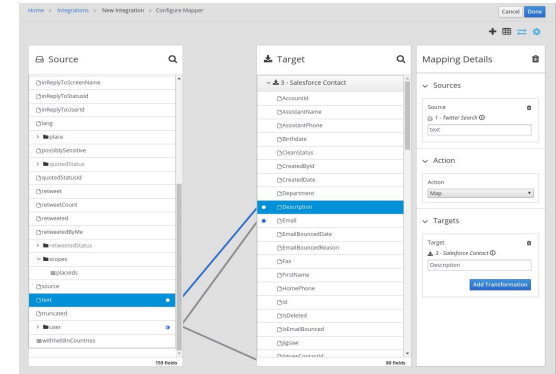 Home » Integrations » New Integration » Configure Mapper
Cancel Done
Source
inReplyToScreenName
inReplyToStatusId
inReplyToUserId
lang
place
possiblySensitive
quotedStatus
quotedStatusId
retweet
retweetCount
retweeted
retweetedByMe
retweetedStatus
scopes
placeIds
source
text
truncated
user
withheldInCountries
159 fields
Target
3 - Salesforce Contact
AccountId
AssistantName
AssistantPhone
Birthdate
CleanStatus
CreatedById
CreatedDate
Department
Description
Email
EmailBouncedDate
EmailBouncedReason
Fax
FirstName
HomePhone
Id
IsDeleted
IsEmailBounced
Jigsaw
JigsawContactId
86 fields
Mapping Details
Sources
Source
1 - Twitter Search
text
Action
Action
Map
Targets
Target
3 - Salesforce Contact
Description
Add Transformation